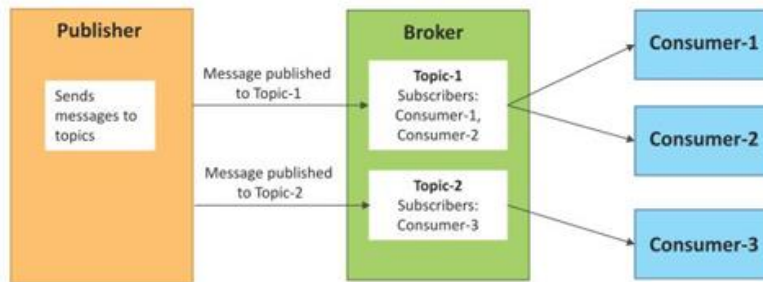 Publisher
Sends
messages to
topics
Message published
to Topic-1
Message published
to Topic-2
Broker
Topic-1
Subscribers:
Consumer-1,
Consumer-2
Topic-2
Subscribers:
Consumer-3
Consumer-1
Consumer-2
Consumer-3